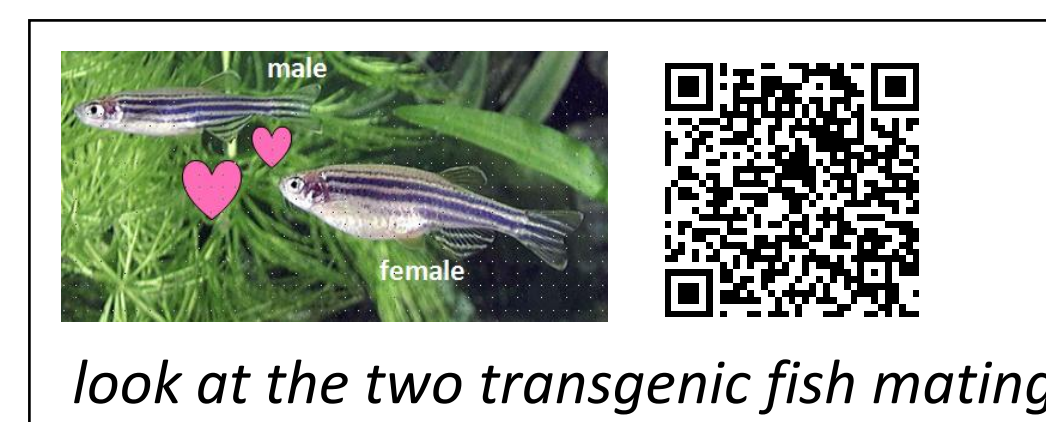 male
female
look at the two transgenic fish mating